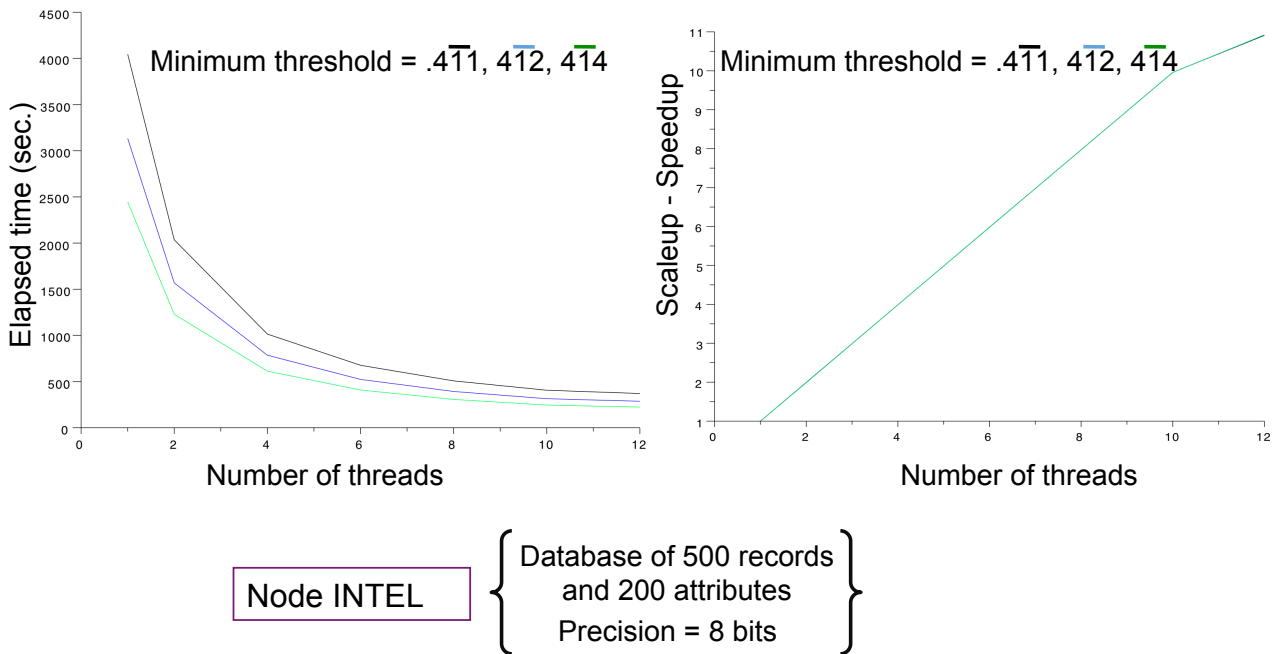 Minimum threshold = .411, 412, 414
4500
4000
3500
3000
2500
2000
1500
1000
500
0
Elapsed time (sec.)
0 2 4 6 8 10 12
Number of threads
Minimum threshold = .411, 412, 414
11
10
9
8
7
6
5
4
3
2
1
Scaleup - Speedup
0 2 4 6 8 10 12
Number of threads
Node INTEL
Database of 500 records
and 200 attributes
Precision = 8 bits